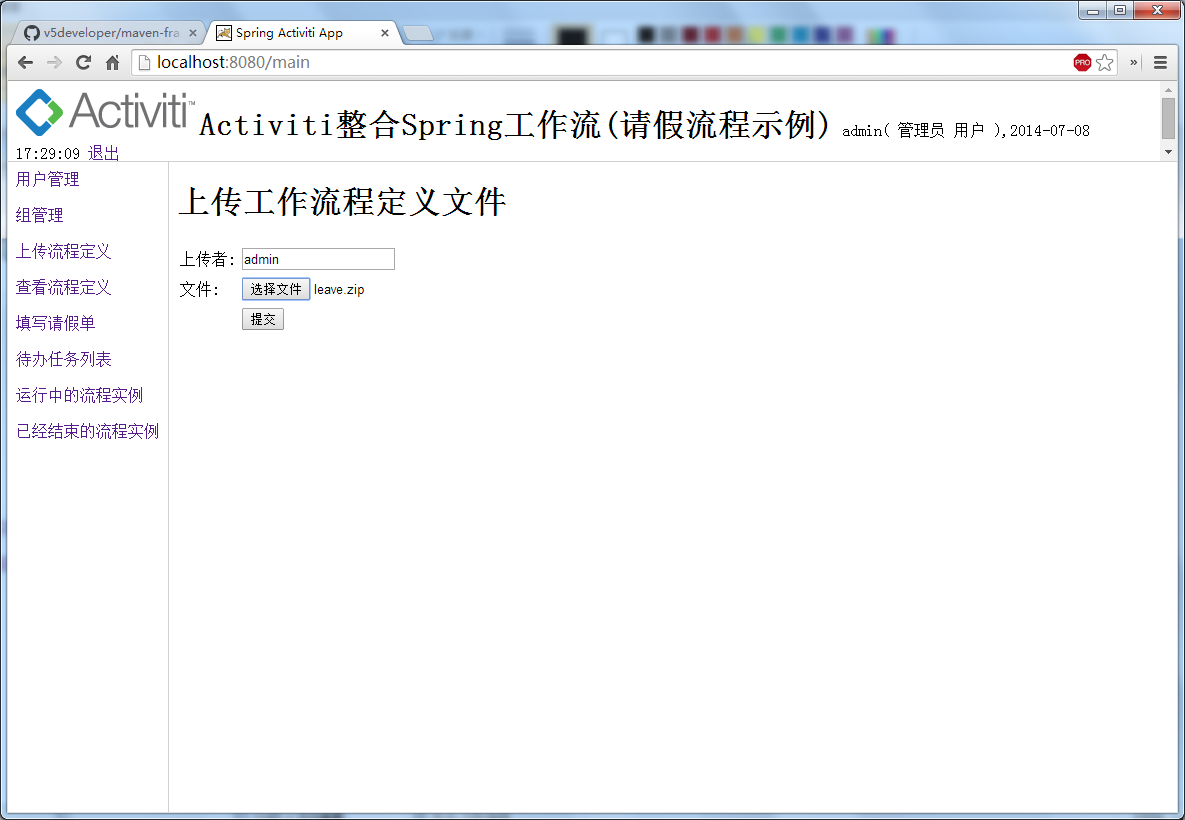 v5developer/maven-fra
Spring Activiti App
localhost:8080/main
PRO
Activiti™ Activiti整合Spring工作流(请假流程示例) admin( 管理员 用户 ),2014-07-08
17:29:09 退出
用户管理
组管理
上传流程定义
查看流程定义
填写请假单
待办任务列表
运行中的流程实例
已经结束的流程实例
上传工作流程定义文件
上传者: admin
文件: 选择文件 leave.zip
提交